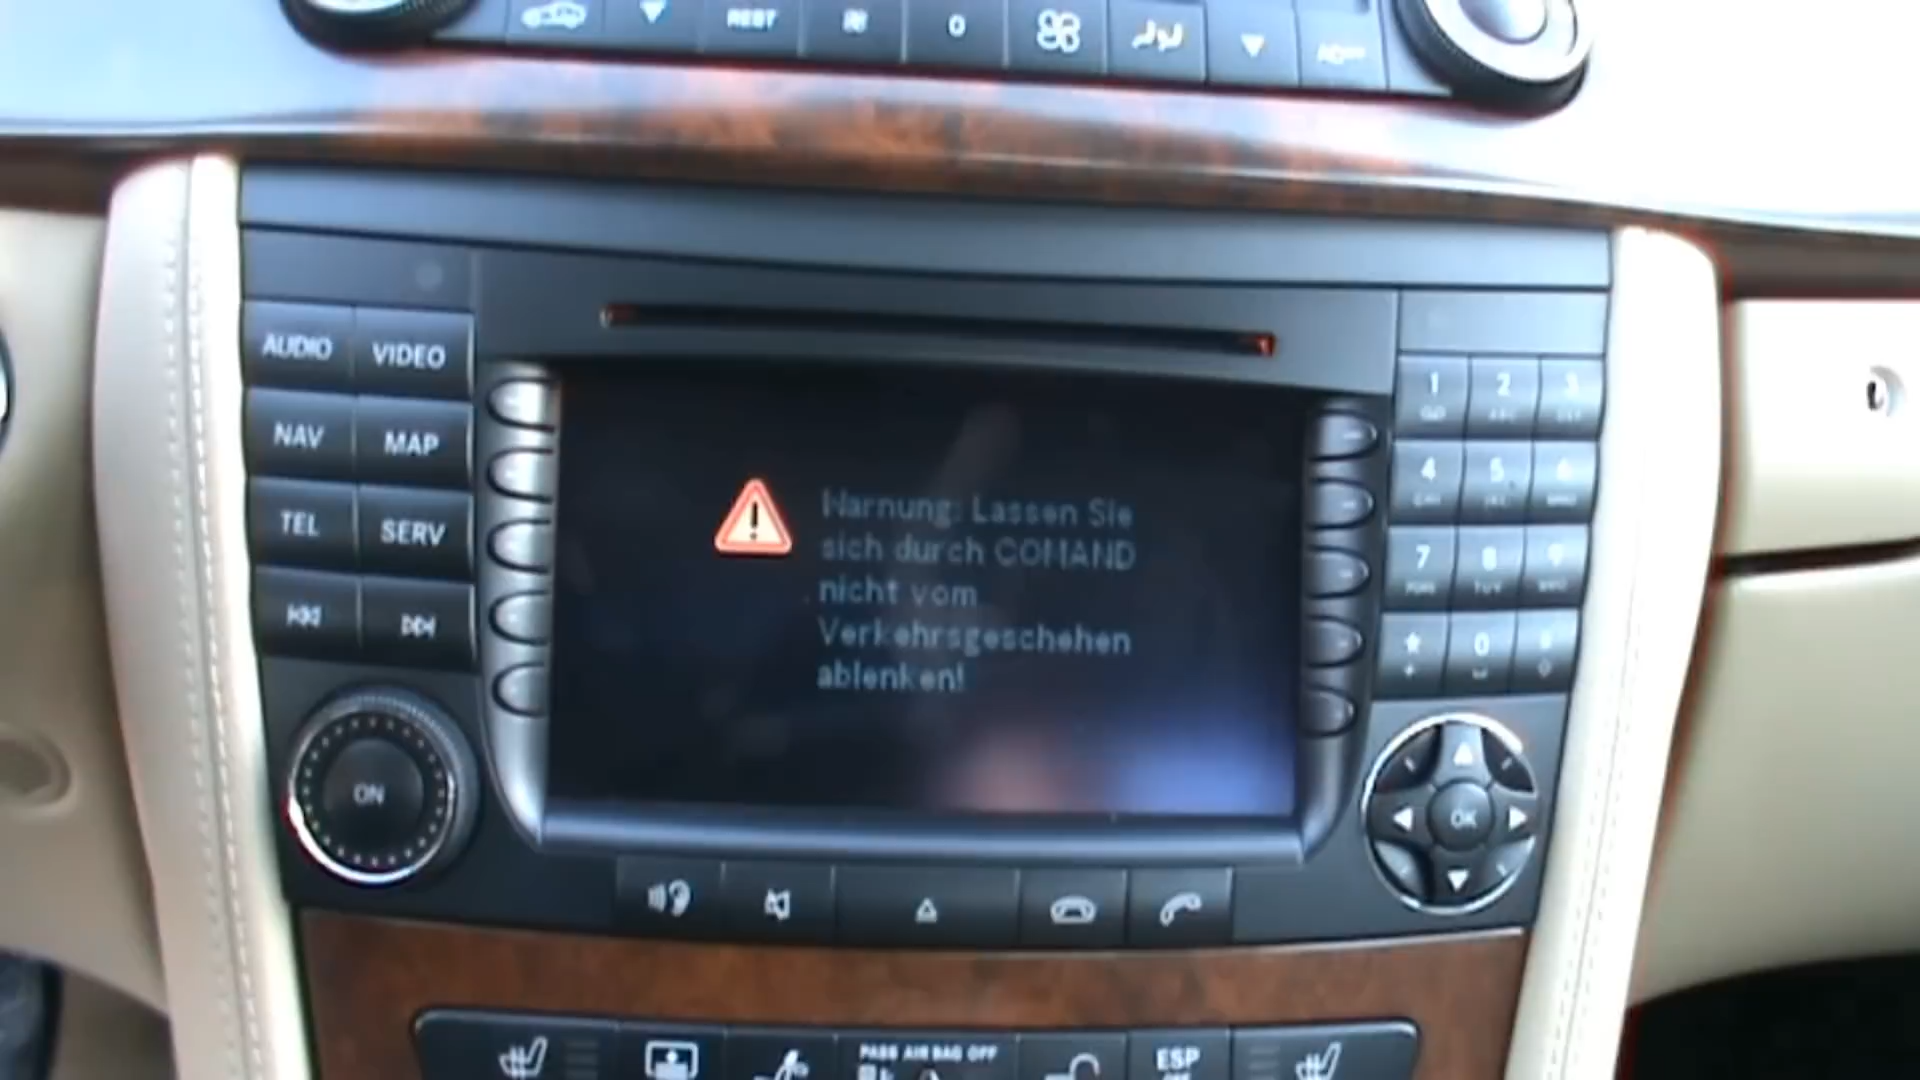 REST
0
AUDIO
VIDEO
NAV
MAP
TEL
SERV
ON
Warnung: Lassen Sie
sich durch COMAND
nicht vom
Verkehrsgeschehen
ablenken!
1
2
3
4
5
6
7
8
9
*
0
OK
PASS AIR BAG OFF
ESP